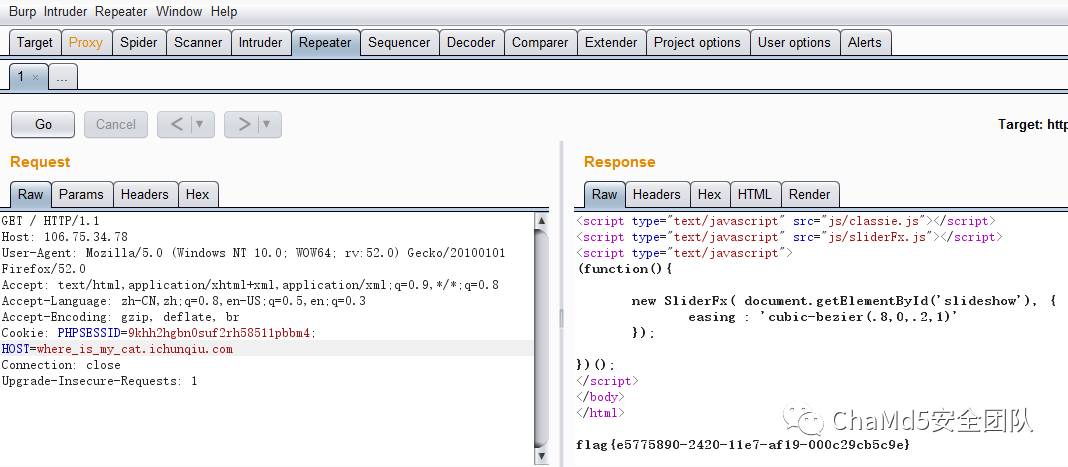 Burp Intruder Repeater Window Help
Target Proxy Spider Scanner Intruder Repeater Sequencer Decoder Comparer Extender Project options User options Alerts
1 × ...
Go Cancel < ▼ > ▼ Target: http
Request
Raw Params Headers Hex
GET / HTTP/1.1
Host: 106.75.34.78
User-Agent: Mozilla/5.0 (Windows NT 10.0; WOW64; rv:52.0) Gecko/20100101
Firefox/52.0
Accept: text/html,application/xhtml+xml,application/xml;q=0.9,*/*;q=0.8
Accept-Language: zh-CN,zh;q=0.8,en-US;q=0.5,en;q=0.3
Accept-Encoding: gzip, deflate, br
Cookie: PHPSESSID=9khh2hgbn0suf2rh58511pbbm4;
HOST=where_is_my_cat.ichunqiu.com
Connection: close
Upgrade-Insecure-Requests: 1
Response
Raw Headers Hex HTML Render
<script type="text/javascript" src="js/classie.js"></script>
<script type="text/javascript" src="js/sliderFx.js"></script>
<script type="text/javascript">
(function(){
new SliderFx( document.getElementById('slideshow'), {
easing : 'cubic-bezier(.8,0,.2,1)'
});
})();
</script>
</body>
</html>
flag{e5775890-2420-11e7-af19-000c29cb5c9e}
ChaMd5安全团队